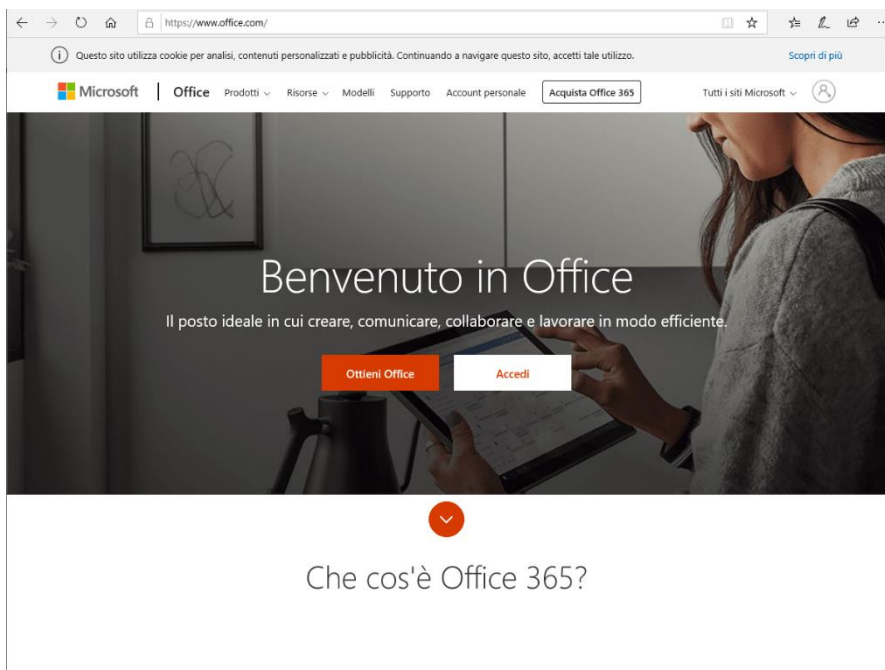 https://www.office.com/
Questo sito utilizza cookie per analisi, contenuti personalizzati e pubblicità. Continuando a navigare questo sito, accetti tale utilizzo. Scopri di più
Microsoft Office Prodotti Risorse Modelli Supporto Account personale Acquista Office 365 Tutti i siti Microsoft
Benvenuto in Office
Il posto ideale in cui creare, comunicare, collaborare e lavorare in modo efficiente.
Ottieni Office Accedi
Che cos'è Office 365?